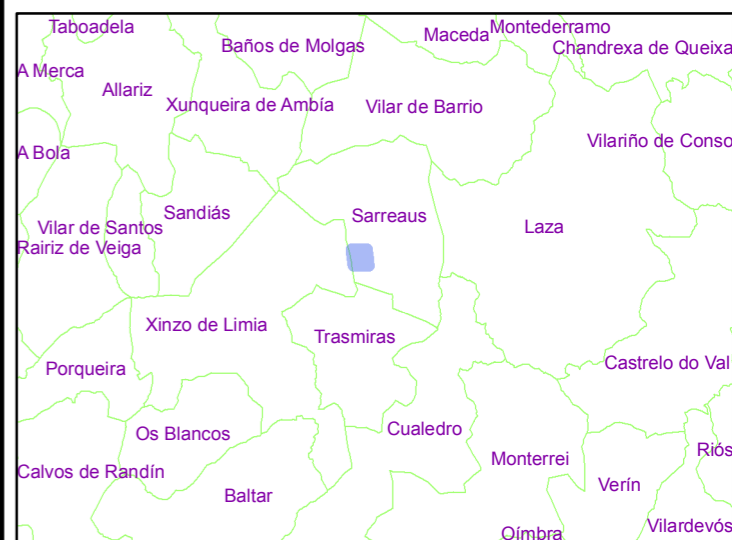 Taboadela
Montederramo
Maceda
Baños de Molgas
Chandrexa de Queixa
A Merca
Allariz
Xunqueira de Ambía
Vilar de Barrio
Vilariño de Conso
A Bola
Sandiás
Sarreaus
Vilar de Santos
Laza
Rairiz de Veiga
Xinzo de Limia
Trasmiras
Castrelo do Val
Porqueira
Cualedro
Os Blancos
Riós
Monterrei
Calvos de Randín
Verín
Baltar
Vilardevós
Oímbra